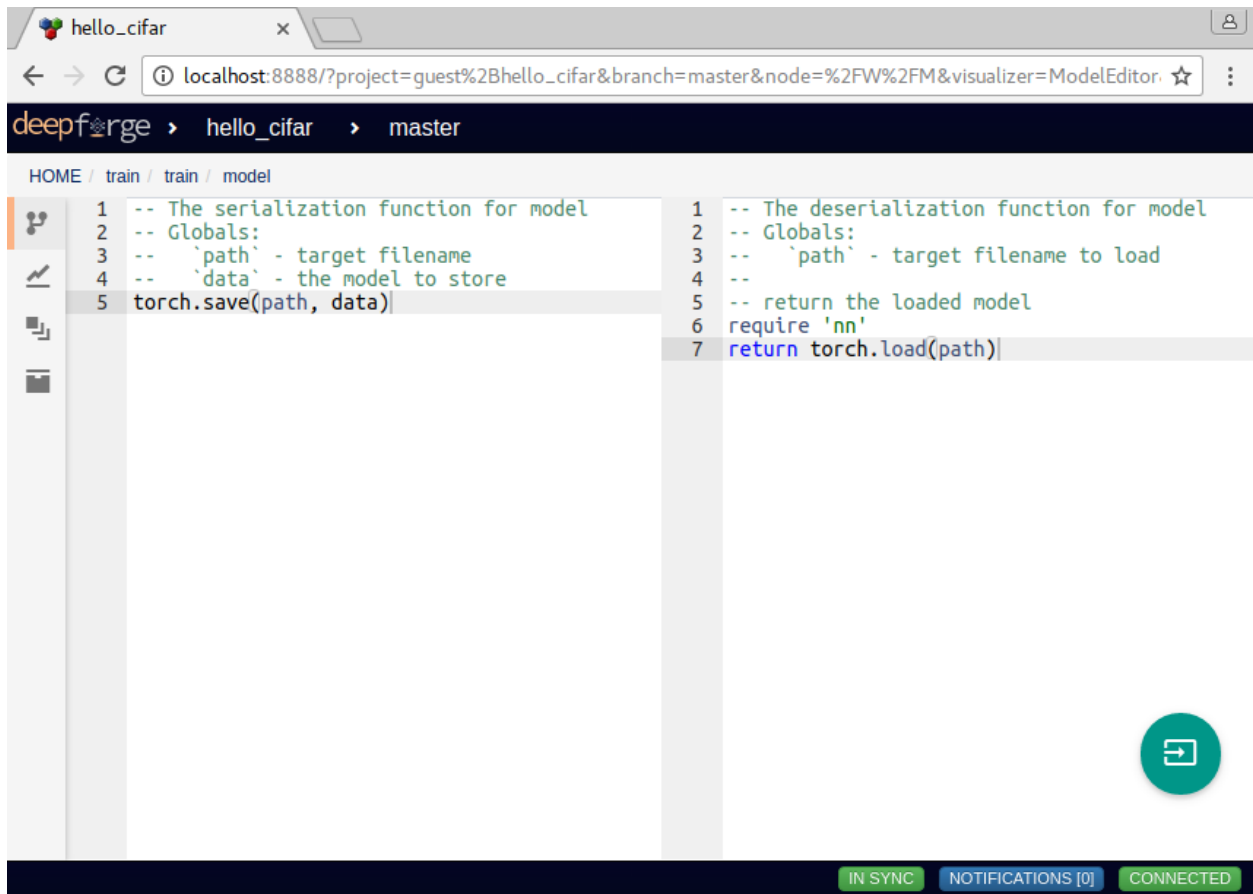 hello_cifar
localhost:8888/?project=guest%2Bhello_cifar&branch=master&node=%2FW%2FM&visualizer=ModelEditor
deepforge › hello_cifar › master
HOME / train / train / model
1 -- The serialization function for model
2 -- Globals:
3 --    `path` - target filename
4 --    `data` - the model to store
5 torch.save(path, data)
1 -- The deserialization function for model
2 -- Globals:
3 --    `path` - target filename to load
4 --
5 -- return the loaded model
6 require 'nn'
7 return torch.load(path)
IN SYNC NOTIFICATIONS [0] CONNECTED